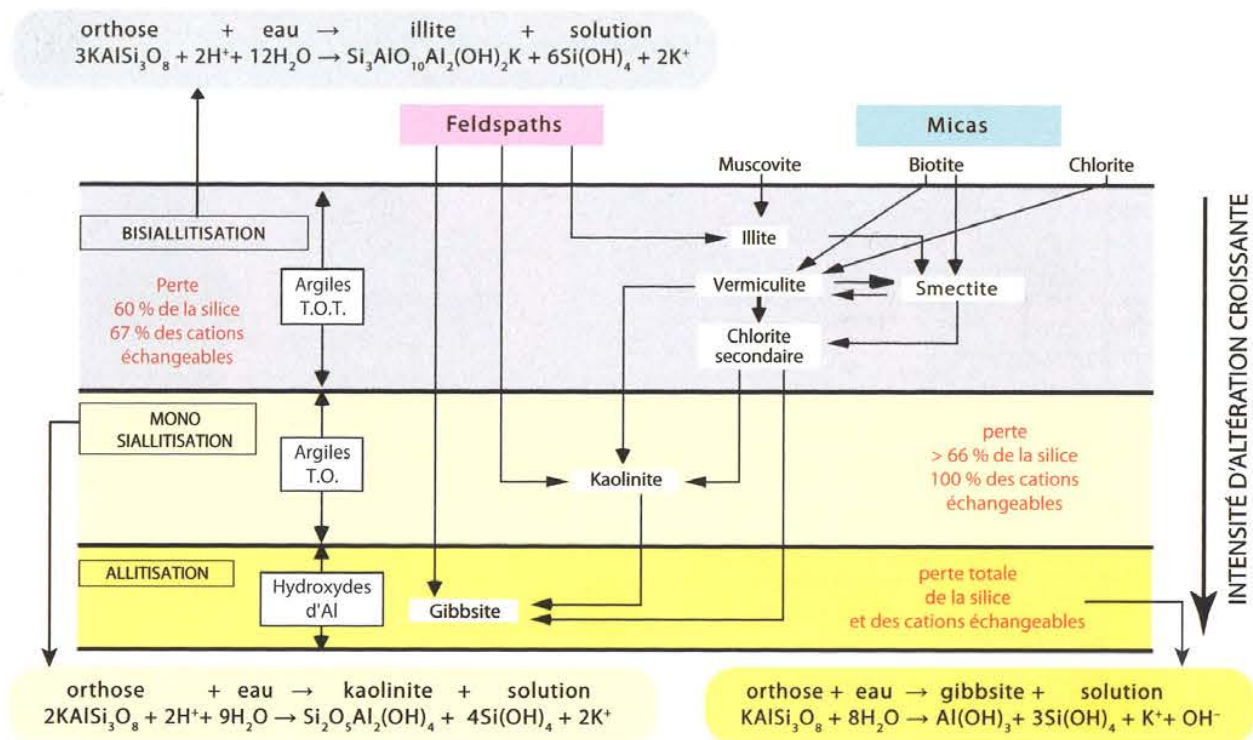 orthose + eau → illite + solution
3KAlSi₃O₈ + 2H⁺+ 12H₂O → Si₃AlO₁₀Al₂(OH)₂K + 6Si(OH)₄ + 2K⁺
Feldspaths
Micas
Muscovite
Biotite
Chlorite
BISIALLITISATION
Illite
Perte
60 % de la silice
67 % des cations
échangeables
Argiles
T.O.T.
Vermiculite
Smectite
Chlorite
secondaire
MONO
SIALLITISATION
Argiles
T.O.
Kaolinite
perte
> 66 % de la silice
100 % des cations
échangeables
ALLITISATION
Hydroxydes
d'Al
Gibbsite
perte totale
de la silice
et des cations échangeables
INTENSITÉ D'ALTÉRATION CROISSANTE
orthose + eau → kaolinite + solution
2KAlSi₃O₈ + 2H⁺+ 9H₂O → Si₂O₅Al₂(OH)₄ + 4Si(OH)₄ + 2K⁺
orthose + eau → gibbsite + solution
KAlSi₃O₈ + 8H₂O → Al(OH)₃+ 3Si(OH)₄ + K⁺+ OH⁻